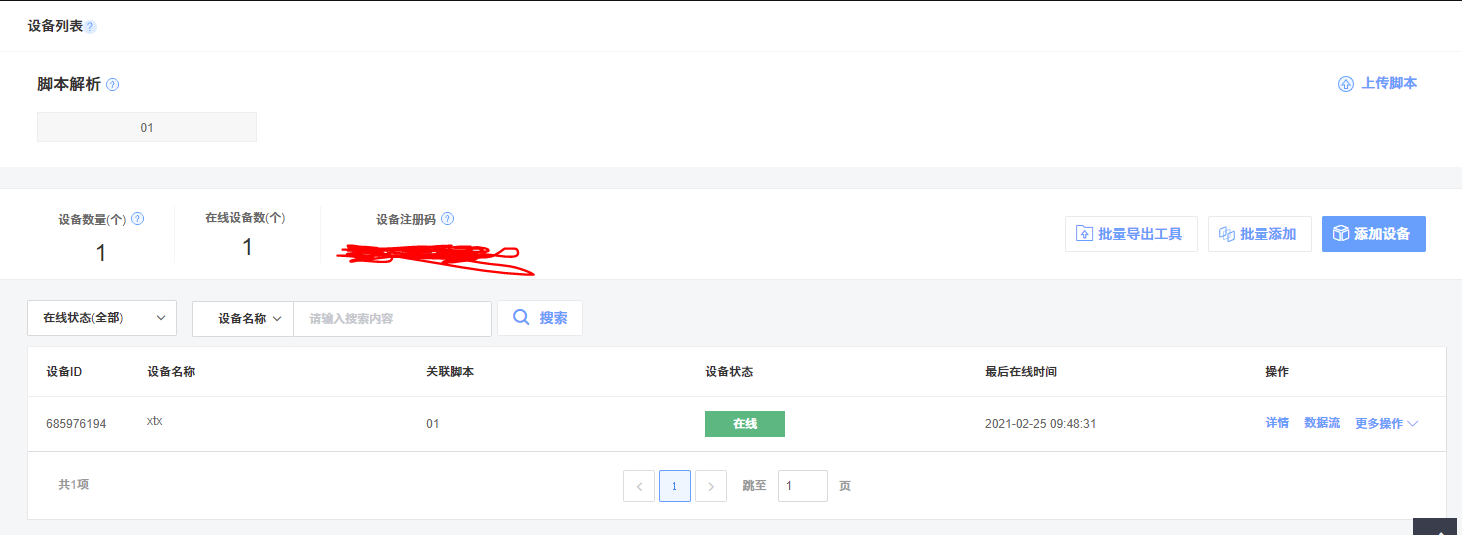 设备列表?
脚本解析 ?
上传脚本
01
设备数量(个) ?
1
在线设备数(个)
1
设备注册码 ?
批量导出工具
批量添加
添加设备
在线状态(全部)
设备名称
请输入搜索内容
搜索
设备ID 设备名称 关联脚本 设备状态 最后在线时间 操作
685976194 xtx 01 在线 2021-02-25 09:48:31 详情 数据流 更多操作
共1项
< 1 > 跳至 1 页